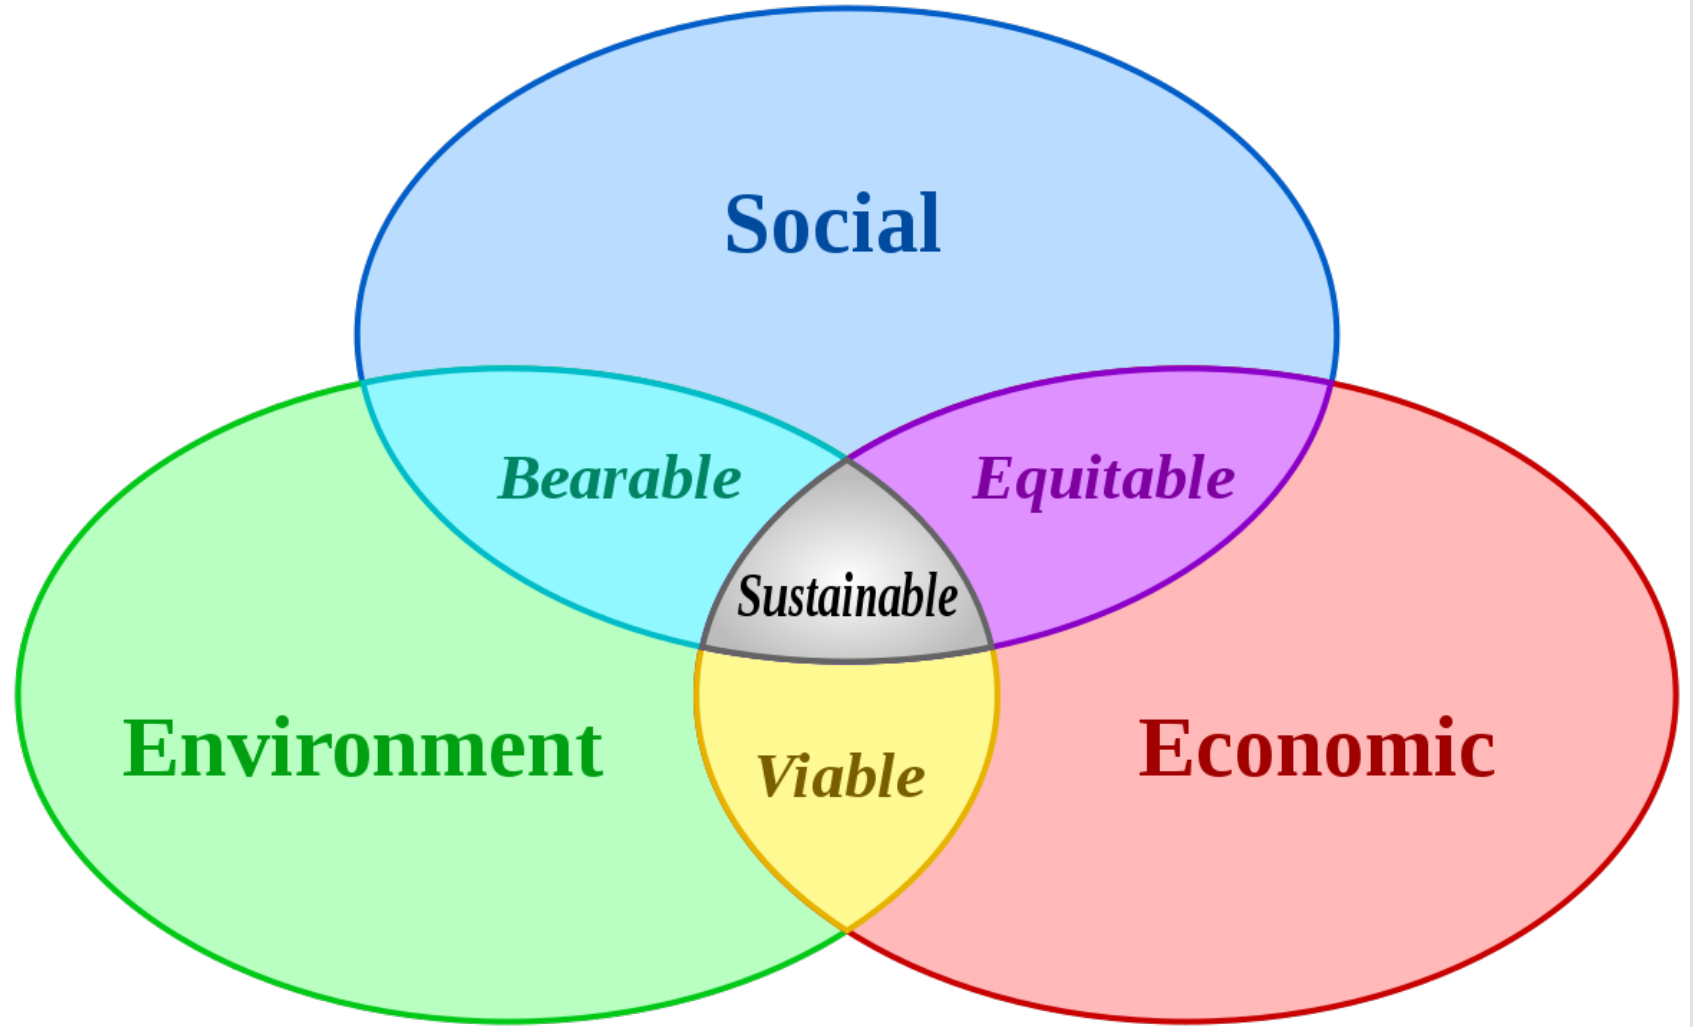 Social
Bearable
Equitable
Sustainable
Environment
Economic
Viable